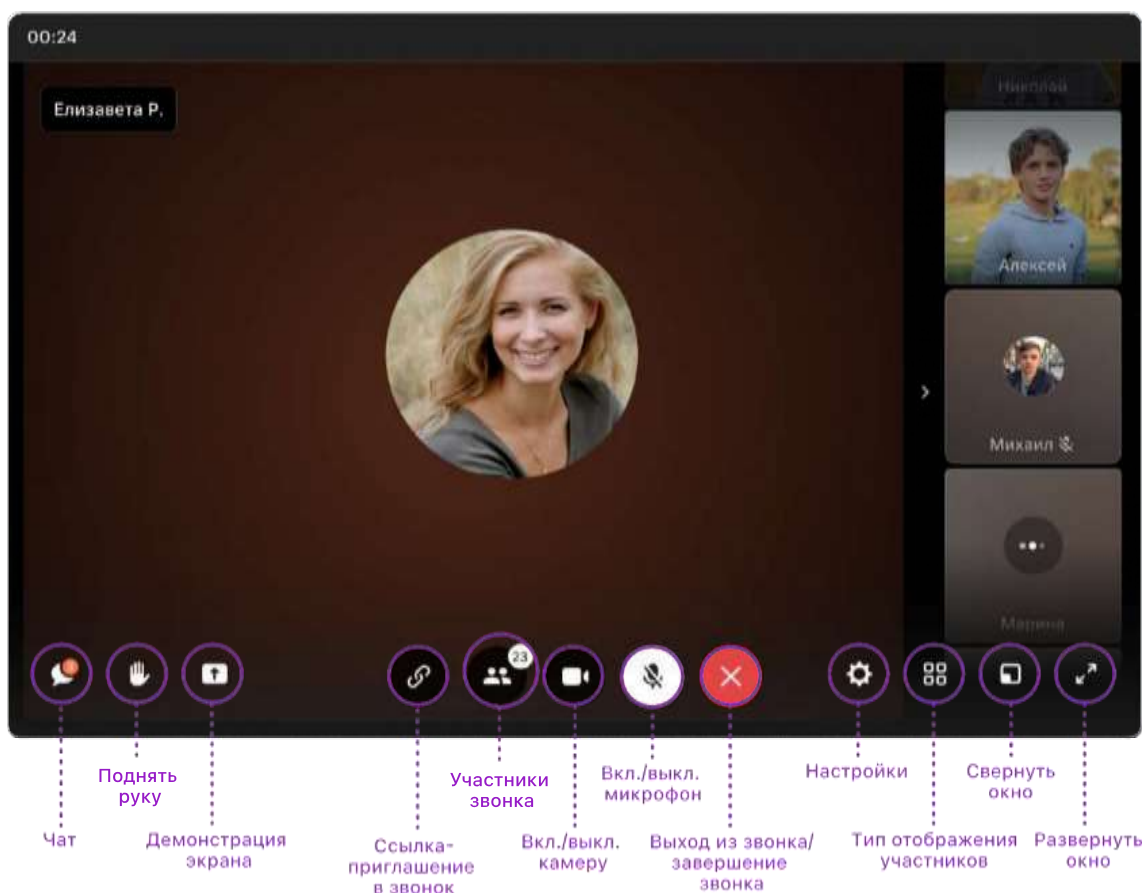 00:24
Елизавета Р.
Николай
Алексей
Михаил
Марина
23
Поднять
руку
Участники
звонка
Вкл./выкл.
микрофон
Настройки
Свернуть
окно
Чат
Демонстрация
экрана
Ссылка-
приглашение
в звонок
Вкл./выкл.
камеру
Выход из звонка/
завершение
звонка
Тип отображения
участников
Развернуть
окно